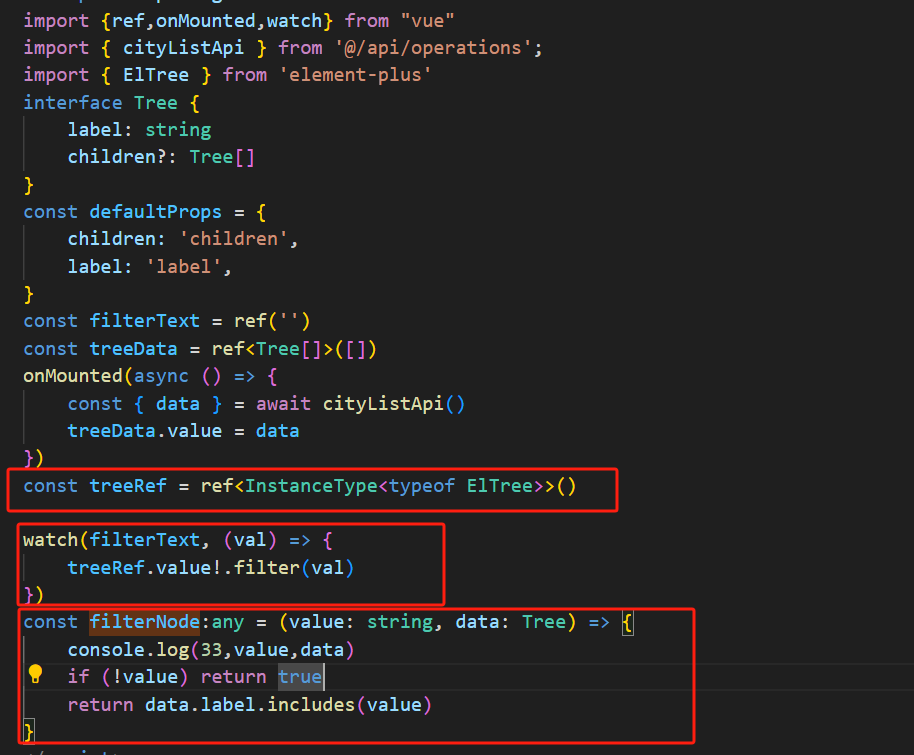 import {ref,onMounted,watch} from "vue"
import { cityListApi } from '@/api/operations';
import { ElTree } from 'element-plus'
interface Tree {
    label: string
    children?: Tree[]
}
const defaultProps = {
    children: 'children',
    label: 'label',
}
const filterText = ref('')
const treeData = ref<Tree[]>([])
onMounted(async () => {
    const { data } = await cityListApi()
    treeData.value = data
})
const treeRef = ref<InstanceType<typeof ElTree>>()
watch(filterText, (val) => {
    treeRef.value!.filter(val)
})
const filterNode:any = (value: string, data: Tree) => {
    console.log(33,value,data)
    if (!value) return true
    return data.label.includes(value)
}